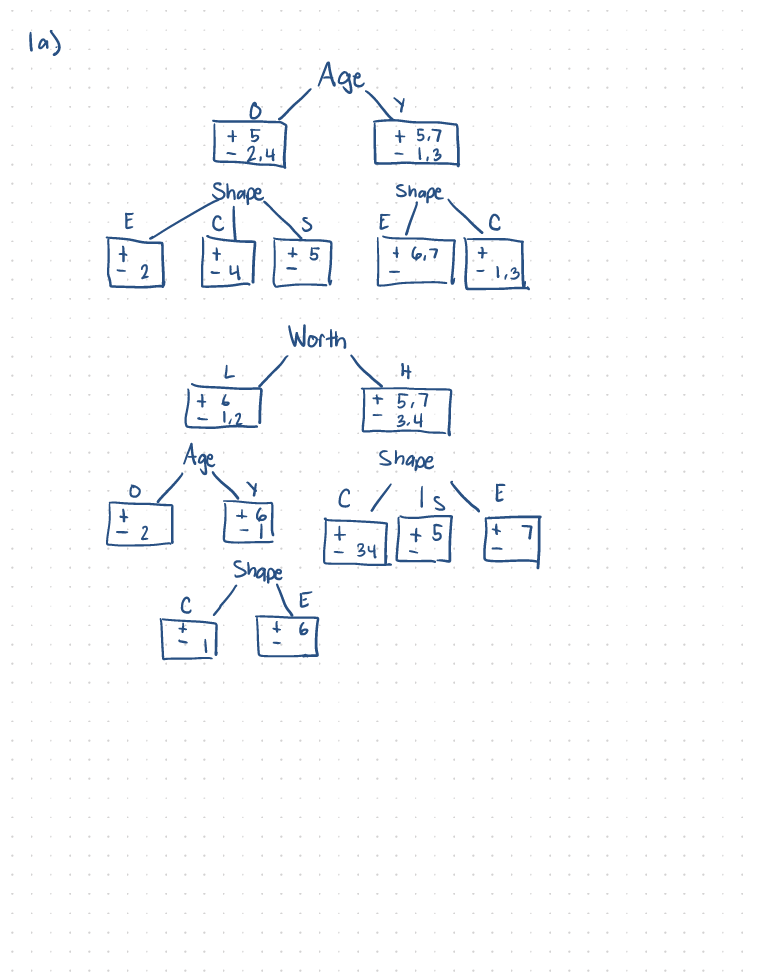 1a)
Age
O Y
+ 5 + 5,7
- 2,4 - 1,3
Shape Shape
E C S E C
+ + + 5 + 6,7 +
- 2 - 4 - - - 1,3
Worth
L H
+ 6 + 5,7
- 1,2 - 3,4
Age Shape
O Y C S E
+ + 6 + + 5 + 7
- 2 - 1 - 34 - -
Shape
C E
+ + 6
- 1 -